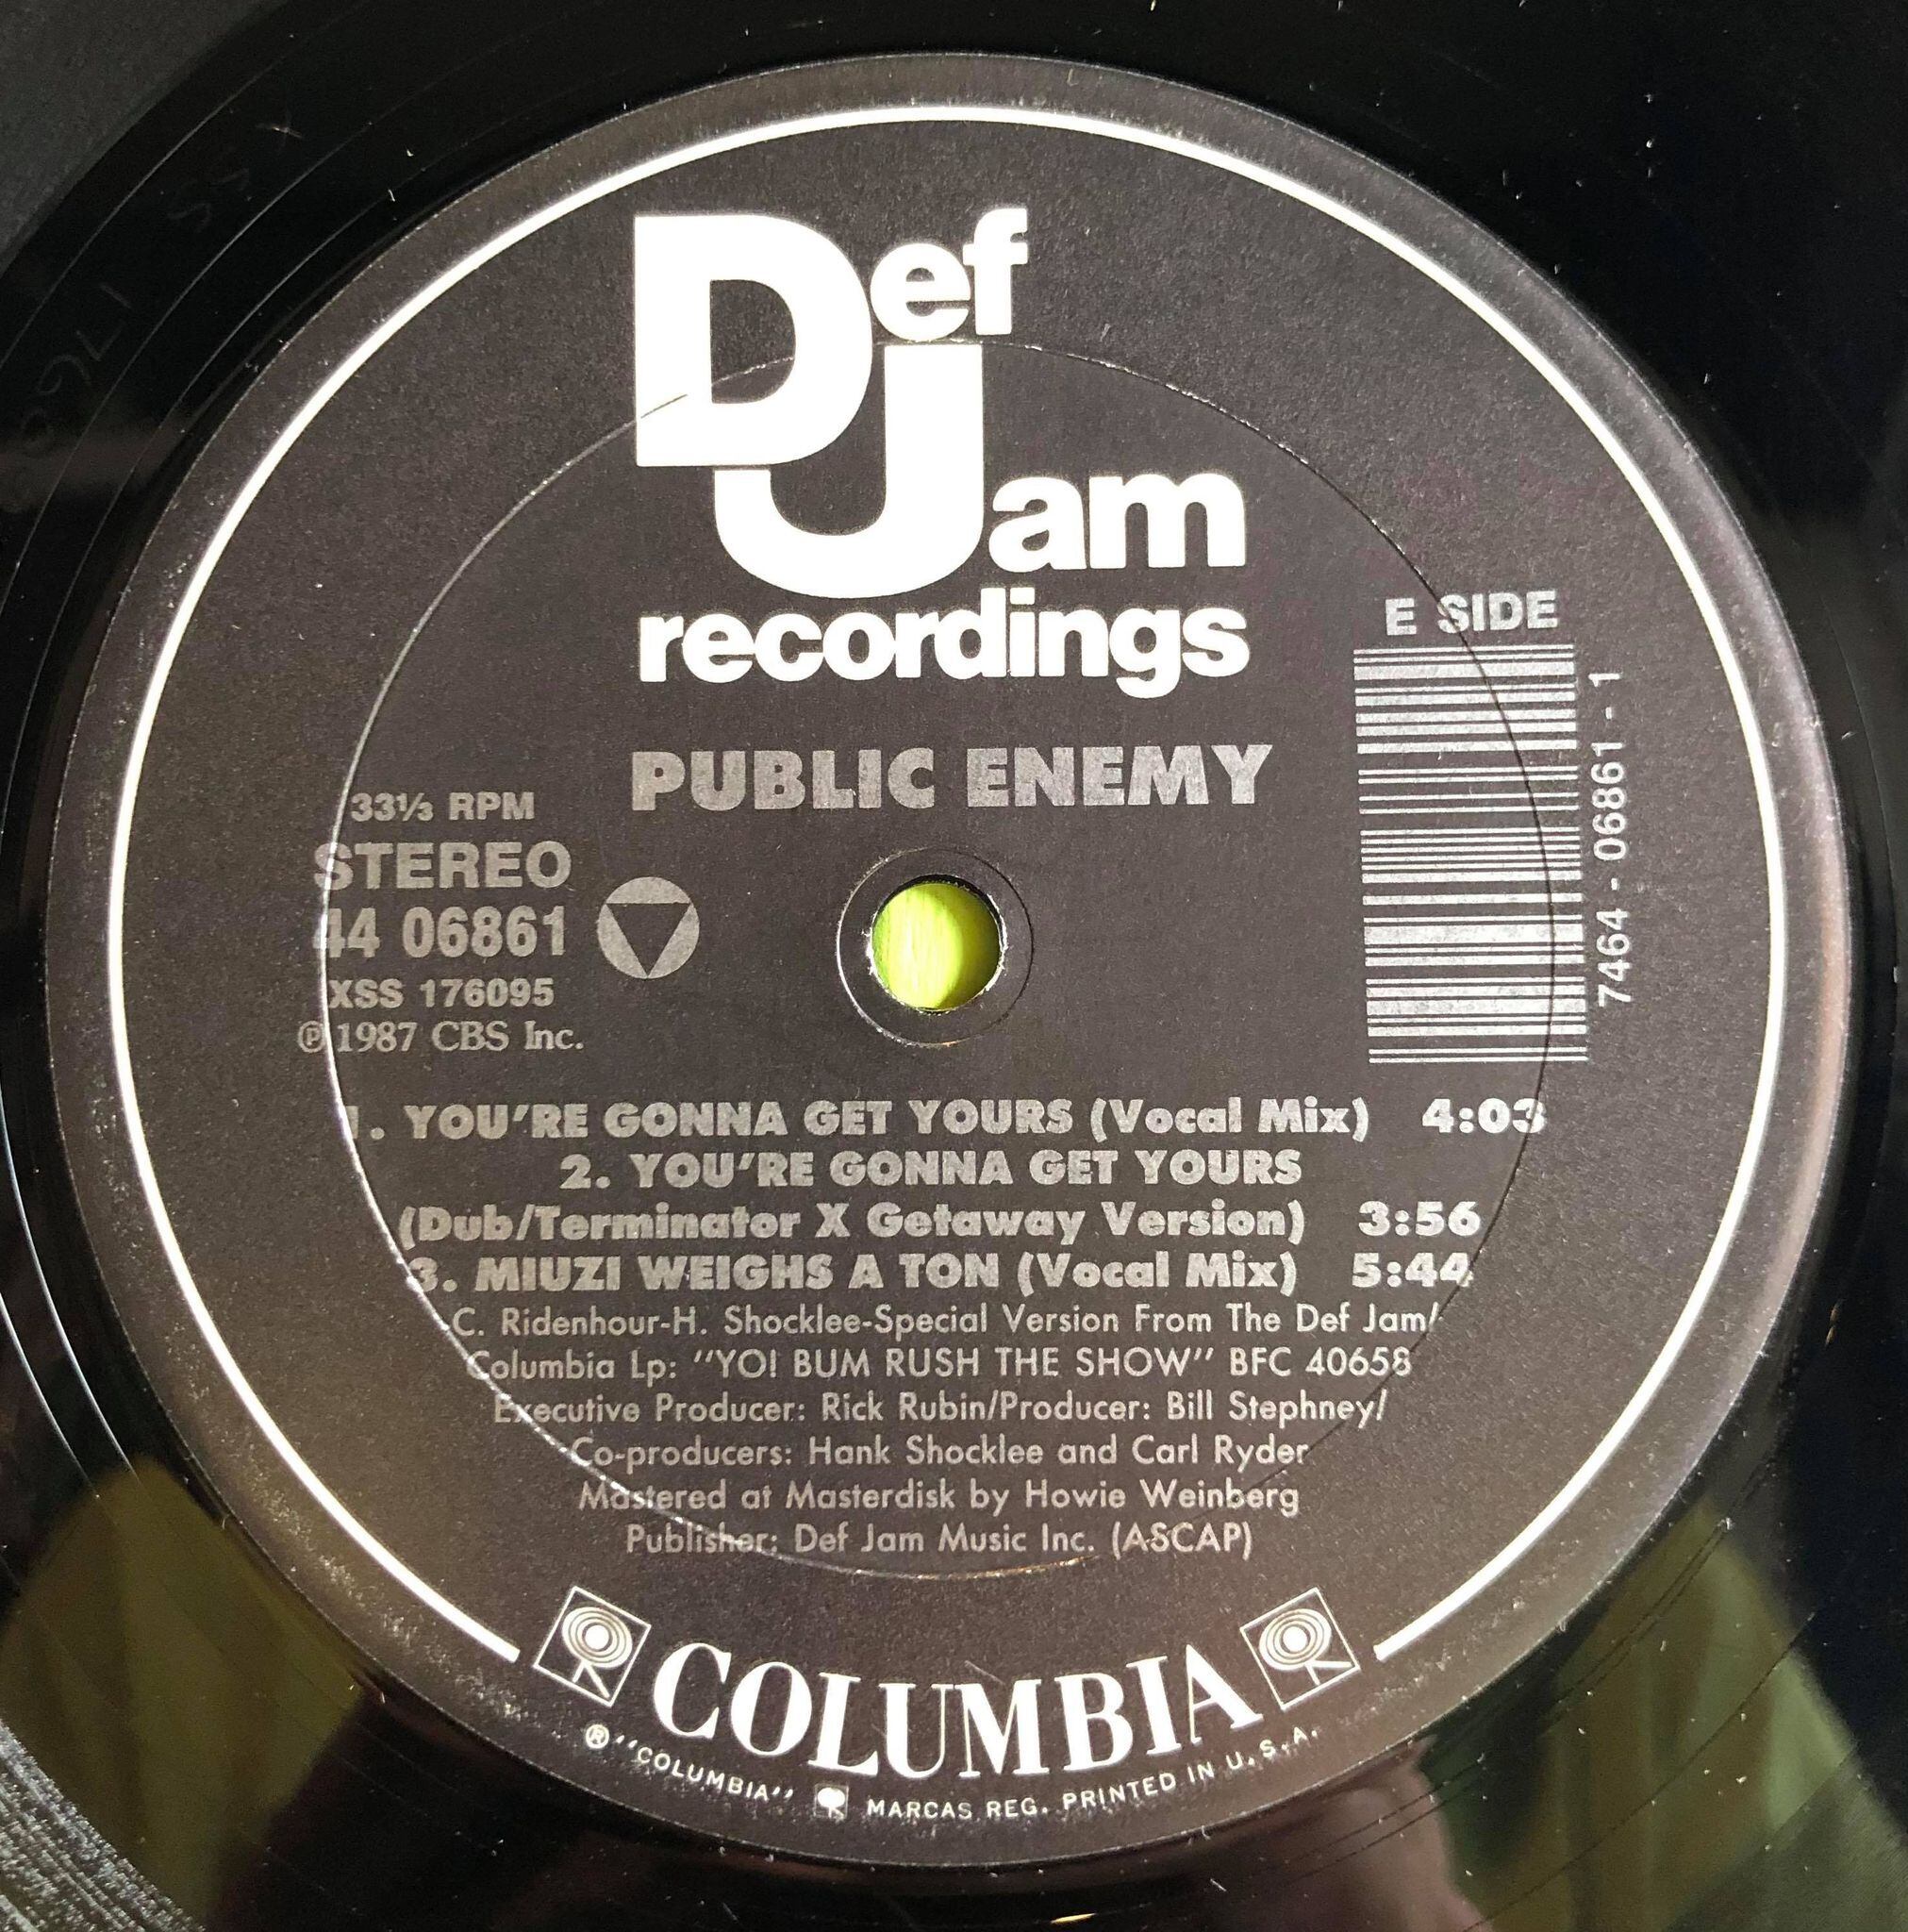 Def
Jam
recordings
E SIDE
7464 - 06861 - 1
PUBLIC ENEMY
33⅓ RPM
STEREO
44 06861
XSS 176095
℗ 1987 CBS Inc.
1. YOU'RE GONNA GET YOURS (Vocal Mix) 4:03
2. YOU'RE GONNA GET YOURS
(Dub/Terminator X Getaway Version) 3:56
3. MIUZI WEIGHS A TON (Vocal Mix) 5:44
-C. Ridenhour-H. Shocklee-Special Version From The Def Jam/
Columbia Lp: "YO! BUM RUSH THE SHOW" BFC 40658
Executive Producer: Rick Rubin/Producer: Bill Stephney/
Co-producers: Hank Shocklee and Carl Ryder
Mastered at Masterdisk by Howie Weinberg
Publisher: Def Jam Music Inc. (ASCAP)
COLUMBIA
® "COLUMBIA" MARCAS REG. PRINTED IN U.S.A.